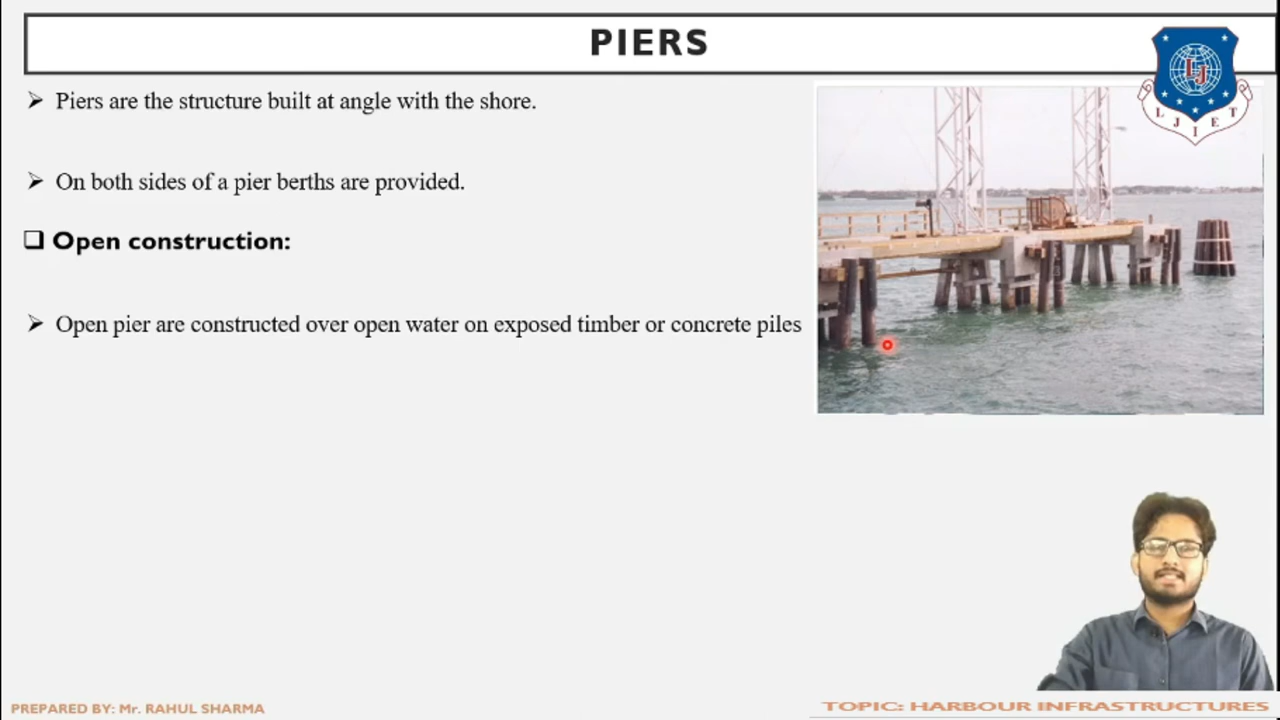 PIERS
➢ Piers are the structure built at angle with the shore.
➢ On both sides of a pier berths are provided.
❑ Open construction:
➢ Open pier are constructed over open water on exposed timber or concrete piles
LJ
L J I E T
PREPARED BY: Mr. RAHUL SHARMA
TOPIC: HARBOUR INFRASTRUCTURES